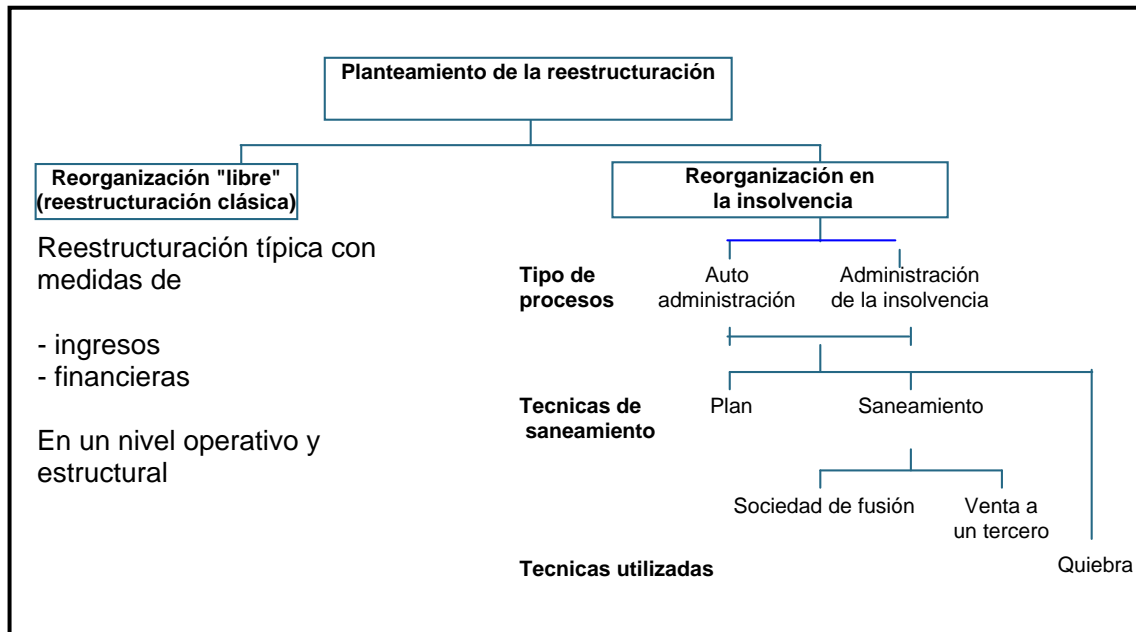 Planteamiento de la reestructuración
Reorganización "libre"
(reestructuración clásica)
Reestructuración típica con
medidas de
- ingresos
- financieras
En un nivel operativo y
estructural
Reorganización en
la insolvencia
Tipo de
procesos
Auto
administración
Administración
de la insolvencia
Tecnicas de
saneamiento
Plan
Saneamiento
Sociedad de fusión
Venta a
un tercero
Tecnicas utilizadas
Quiebra